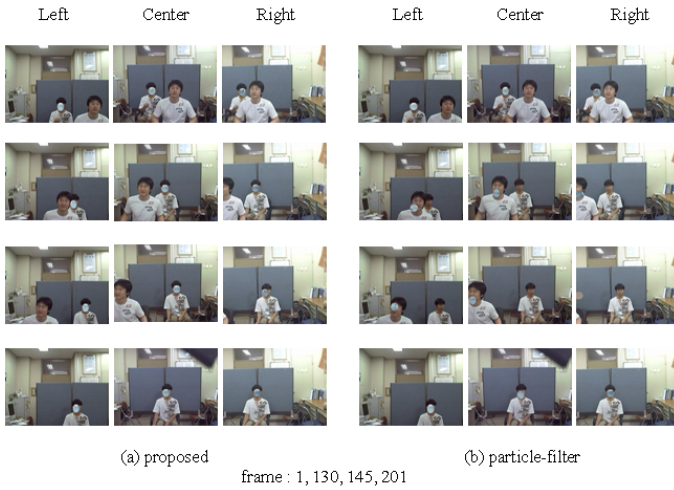 Left Center Right Left Center Right
(a) proposed (b) particle-filter
frame : 1, 130, 145, 201